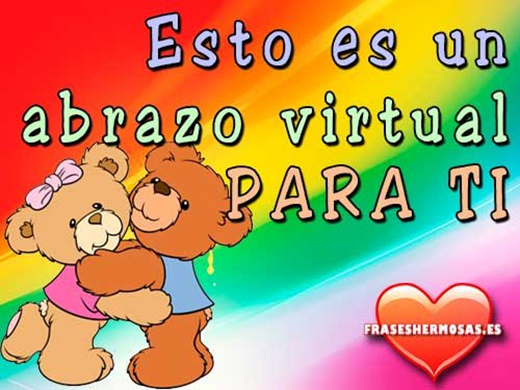 Esto es un
abrazo virtual
PARA TI
FRASESHERMOSAS.ES